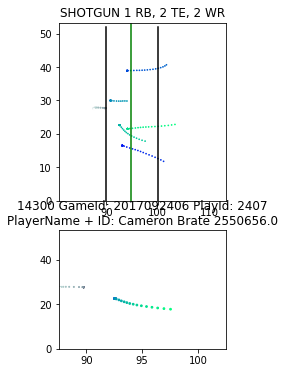 SHOTGUN 1 RB, 2 TE, 2 WR
50
40
30
20
10
0
90 100 110
14300 GameId: 2017092406 PlayId: 2407
PlayerName + ID: Cameron Brate 2550656.0
40
20
0
90 95 100